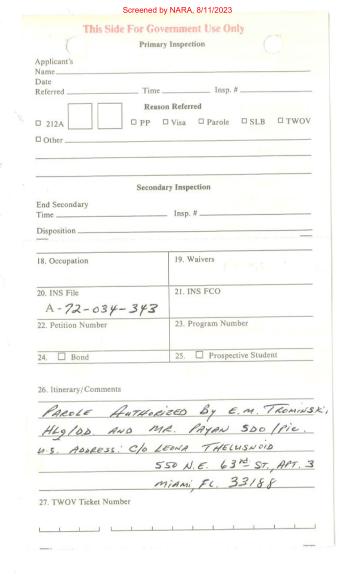 Screened by NARA, 8/11/2023
This Side For Government Use Only
Primary Inspection
Applicant's
Name
Date
Referred Time Insp. #
Reason Referred
212A PP Visa Parole SLB TWOV
Other
Secondary Inspection
End Secondary
Time Insp. #
Disposition
18. Occupation 19. Waivers
20. INS File 21. INS FCO
A-72-034-343
22. Petition Number 23. Program Number
24. Bond 25. Prospective Student
26. Itinerary/Comments
PAROLE AUTHORIZED By E.M. TROMINSKI,
HLG/DD. AND MR. PAYAN SDO/PIC.
U.S. ADDRESS: C/O LEONA THELUSNOID
550 N.E. 63rd ST., APT. 3
MIAMI, FL. 33188
27. TWOV Ticket Number